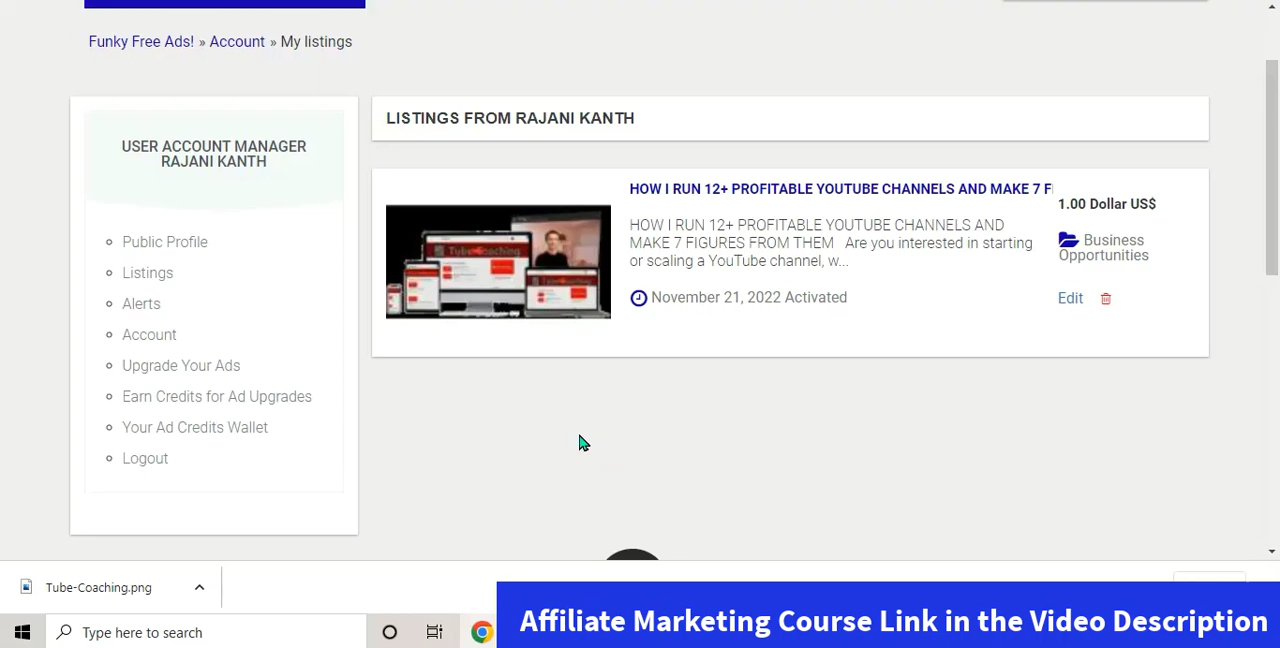 Funky Free Ads! » Account » My listings
USER ACCOUNT MANAGER
RAJANI KANTH
Public Profile
Listings
Alerts
Account
Upgrade Your Ads
Earn Credits for Ad Upgrades
Your Ad Credits Wallet
Logout
LISTINGS FROM RAJANI KANTH
HOW I RUN 12+ PROFITABLE YOUTUBE CHANNELS AND MAKE 7
HOW I RUN 12+ PROFITABLE YOUTUBE CHANNELS AND
MAKE 7 FIGURES FROM THEM Are you interested in starting
or scaling a YouTube channel, w...
November 21, 2022 Activated
1.00 Dollar US$
Business
Opportunities
Edit
Tube-Coaching.png
Type here to search
Affiliate Marketing Course Link in the Video Description